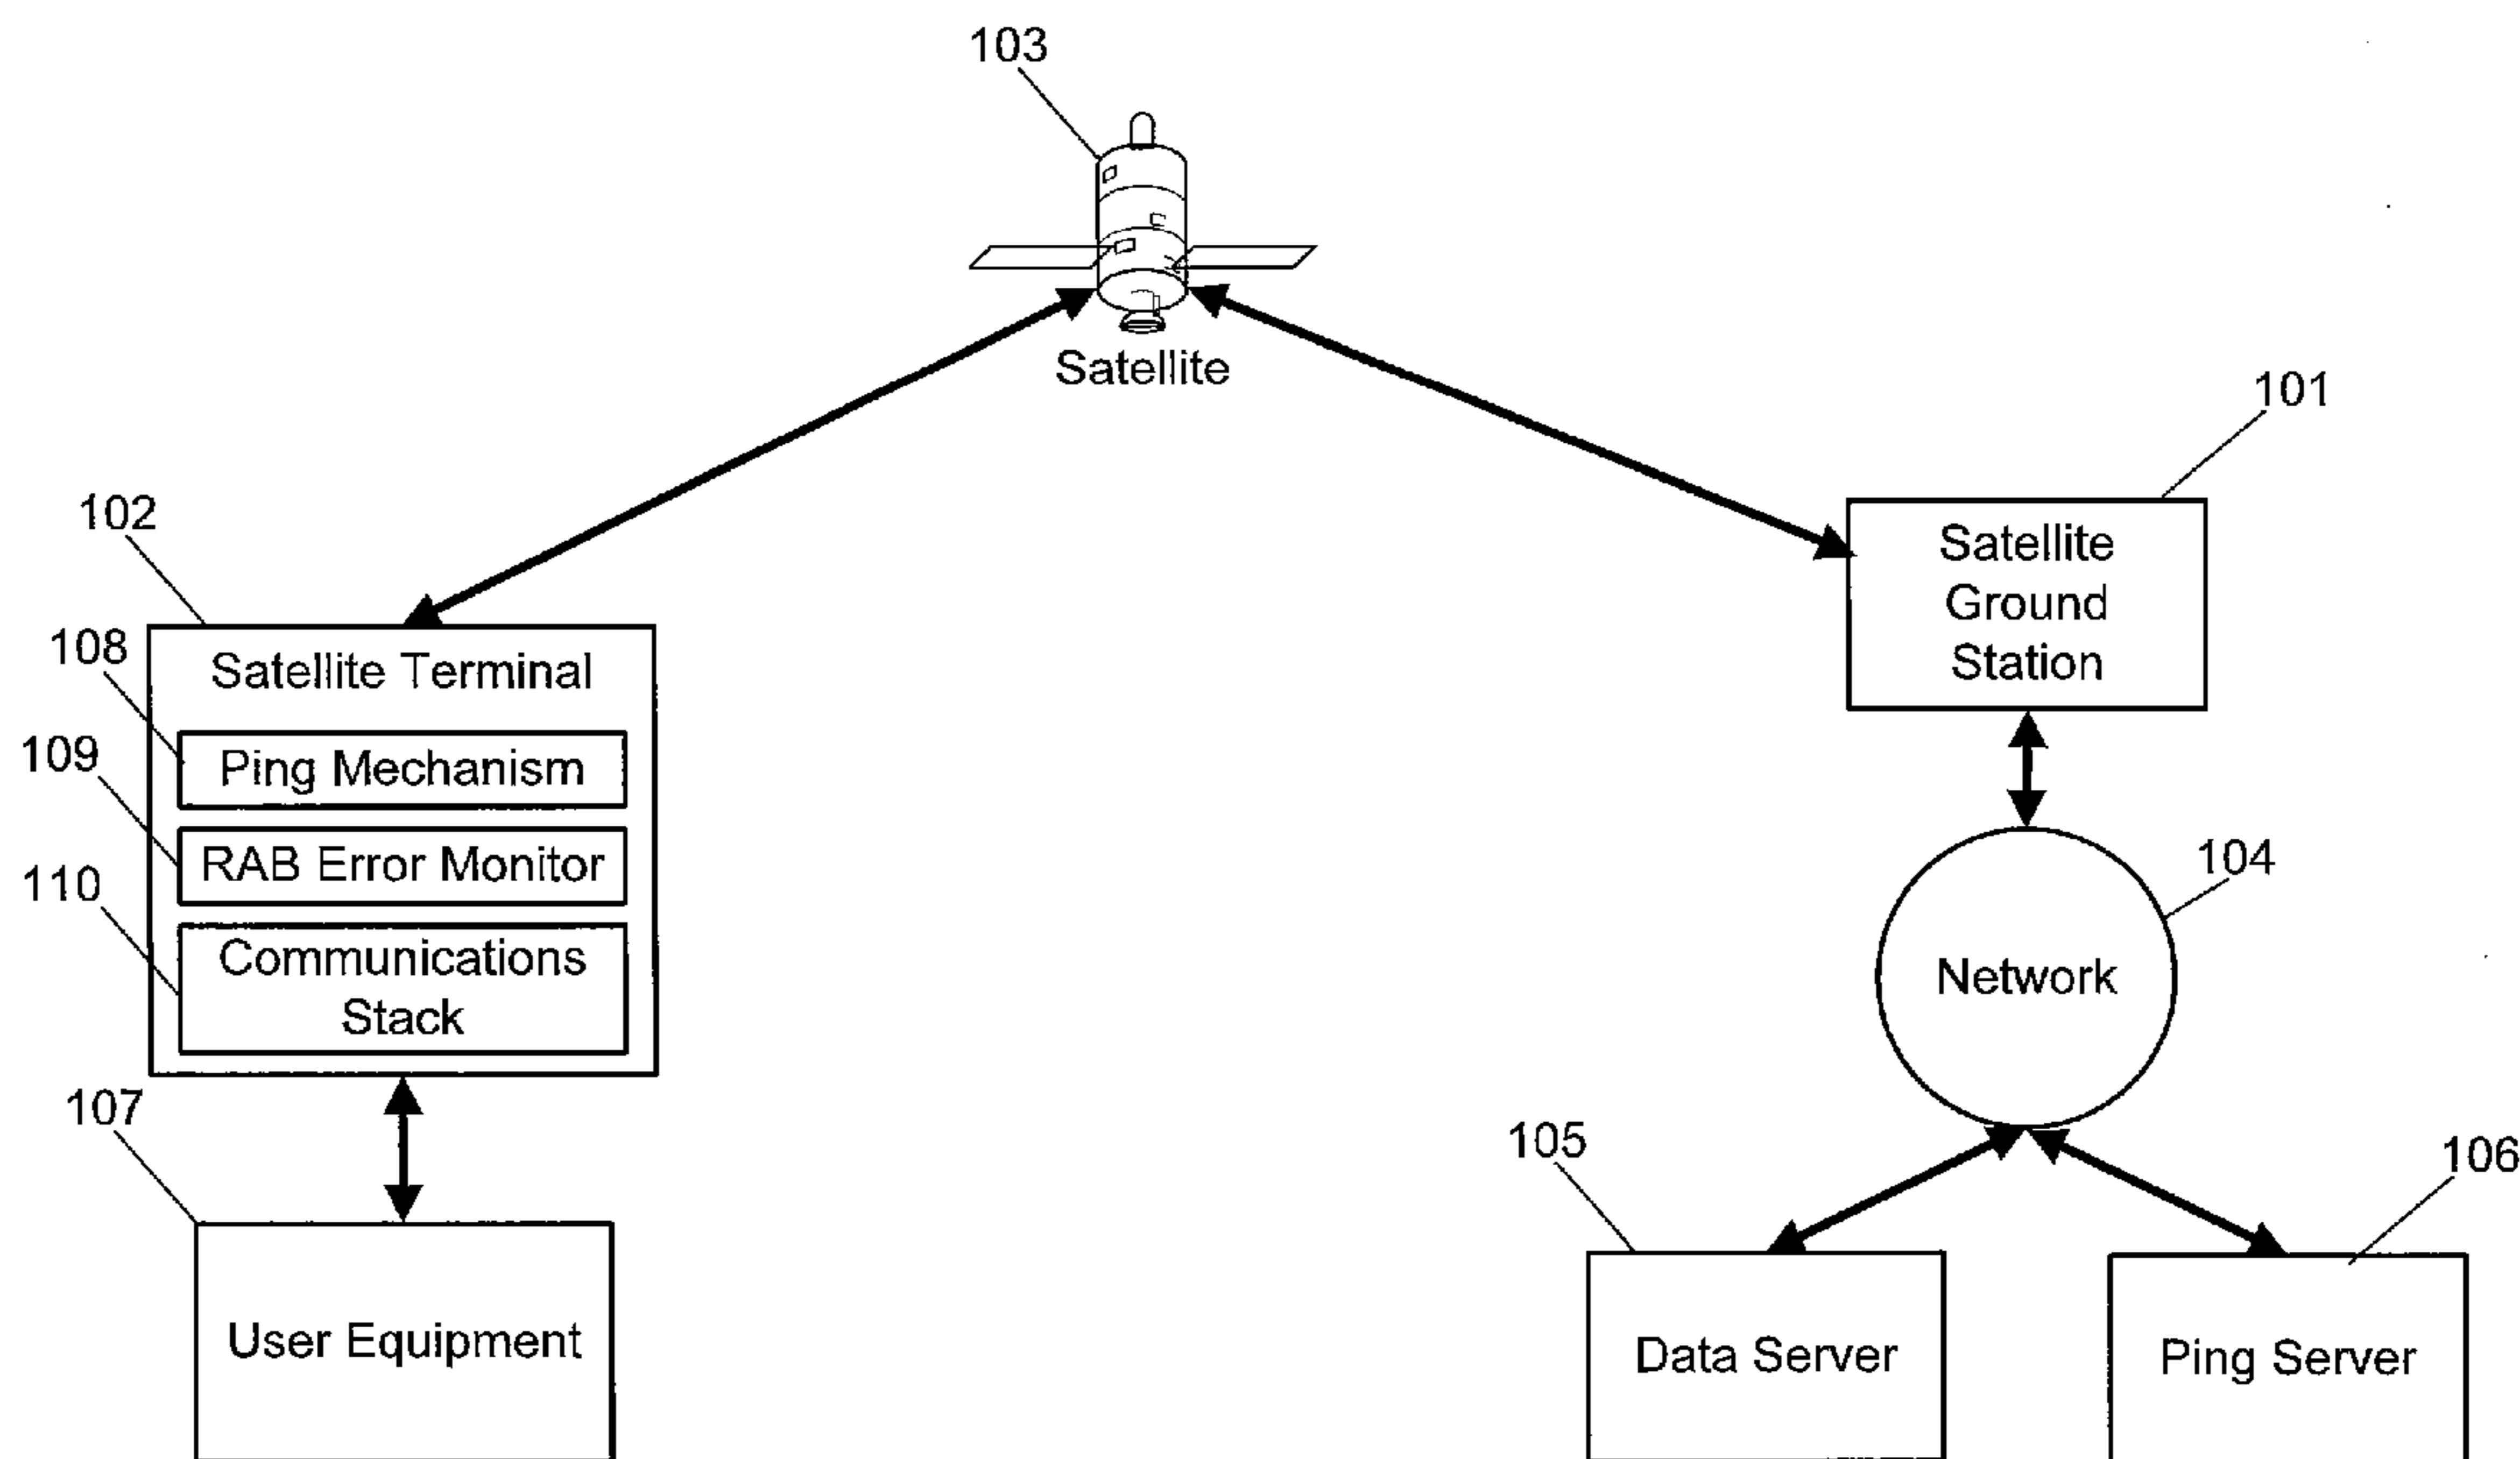 103
Satellite
101
Satellite
Ground
Station
102
108
Satellite Terminal
109
Ping Mechanism
RAB Error Monitor
110
Communications
Stack
104
Network
107
User Equipment
105
106
Data Server
Ping Server